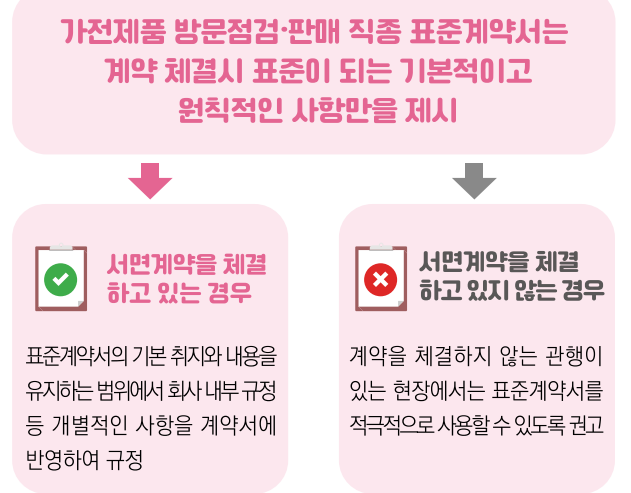 가전제품 방문점검·판매 직종 표준계약서는
계약 체결시 표준이 되는 기본적이고
원칙적인 사항만을 제시
서면계약을 체결
하고 있는 경우
표준계약서의 기본 취지와 내용을
유지하는 범위에서 회사 내부 규정
등 개별적인 사항을 계약서에
반영하여 규정
서면계약을 체결
하고 있지 않는 경우
계약을 체결하지 않는 관행이
있는 현장에서는 표준계약서를
적극적으로 사용할 수 있도록 권고